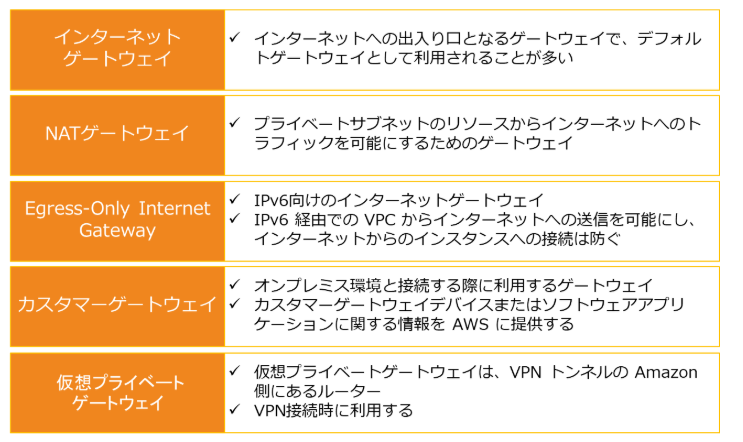 インターネット
ゲートウェイ
✓ インターネットへの出入り口となるゲートウェイで、デフォル
トゲートウェイとして利用されることが多い
NATゲートウェイ
✓ プライベートサブネットのリソースからインターネットへのト
ラフィックを可能にするためのゲートウェイ
Egress-Only Internet
Gateway
✓ IPv6向けのインターネットゲートウェイ
✓ IPv6 経由での VPC からインターネットへの送信を可能にし、
インターネットからのインスタンスへの接続は防ぐ
カスタマーゲートウェイ
✓ オンプレミス環境と接続する際に利用するゲートウェイ
✓ カスタマーゲートウェイデバイスまたはソフトウェアアプリ
ケーションに関する情報を AWS に提供する
仮想プライベート
ゲートウェイ
✓ 仮想プライベートゲートウェイは、VPN トンネルの Amazon
側にあるルーター
✓ VPN接続時に利用する